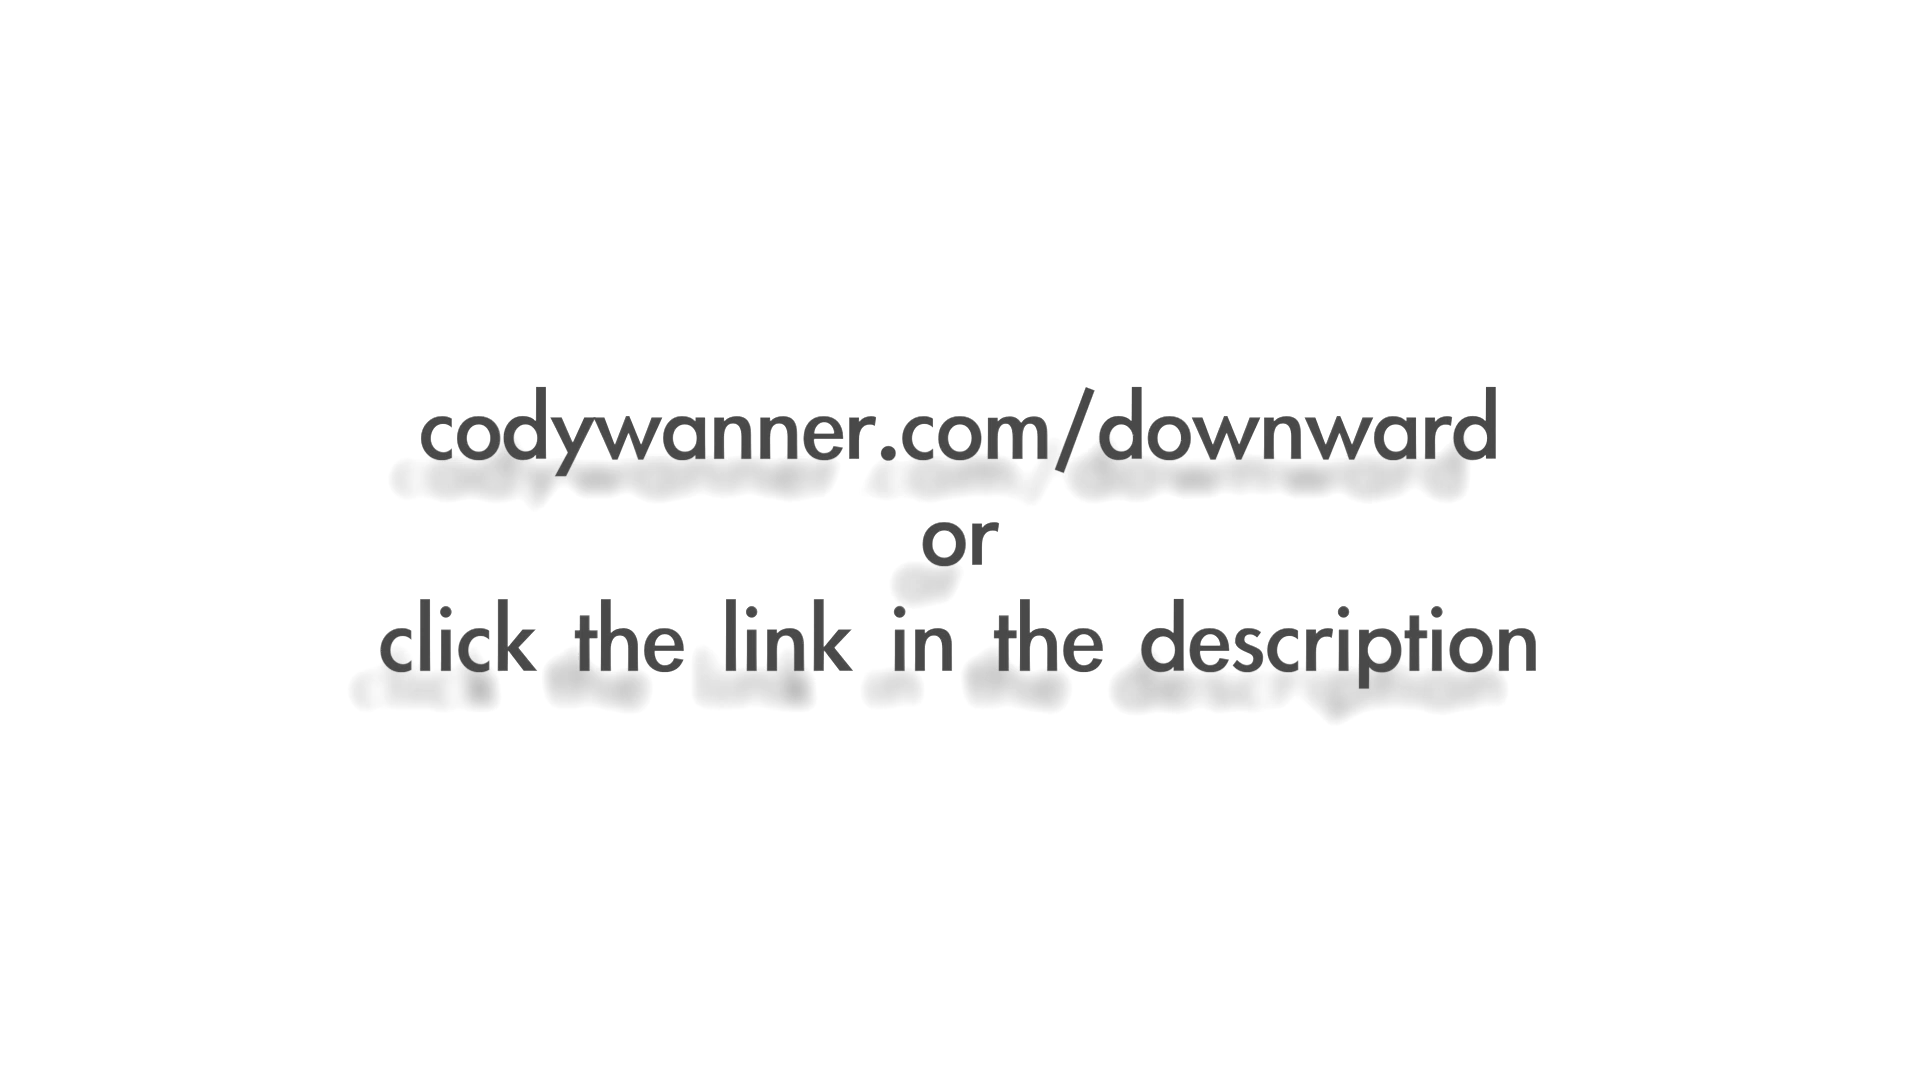 codywanner.com/downward
or
click the link in the description